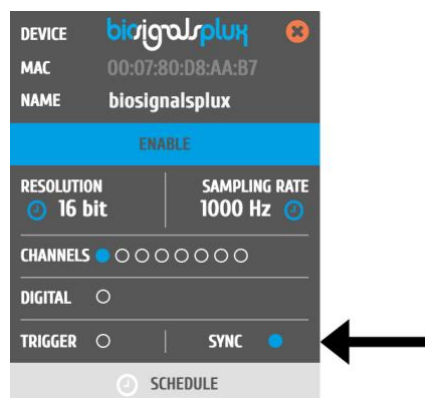 DEVICE biosignalsplux
MAC 00:07:80:D8:AA:B7
NAME biosignalsplux
ENABLE
RESOLUTION SAMPLING RATE
16 bit 1000 Hz
CHANNELS
DIGITAL
TRIGGER SYNC
SCHEDULE